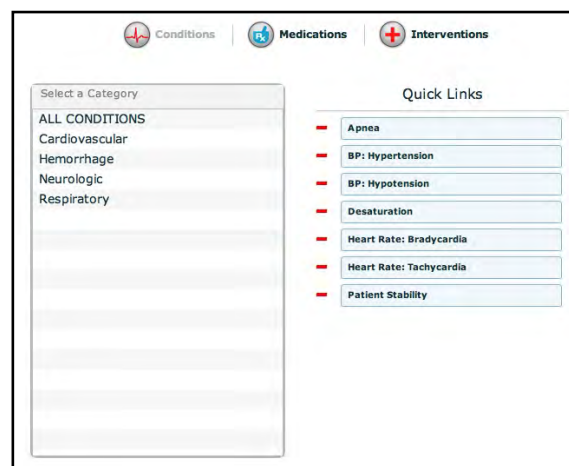 Conditions
Medications
Interventions
Select a Category
ALL CONDITIONS
Cardiovascular
Hemorrhage
Neurologic
Respiratory
Quick Links
Apnea
BP: Hypertension
BP: Hypotension
Desaturation
Heart Rate: Bradycardia
Heart Rate: Tachycardia
Patient Stability